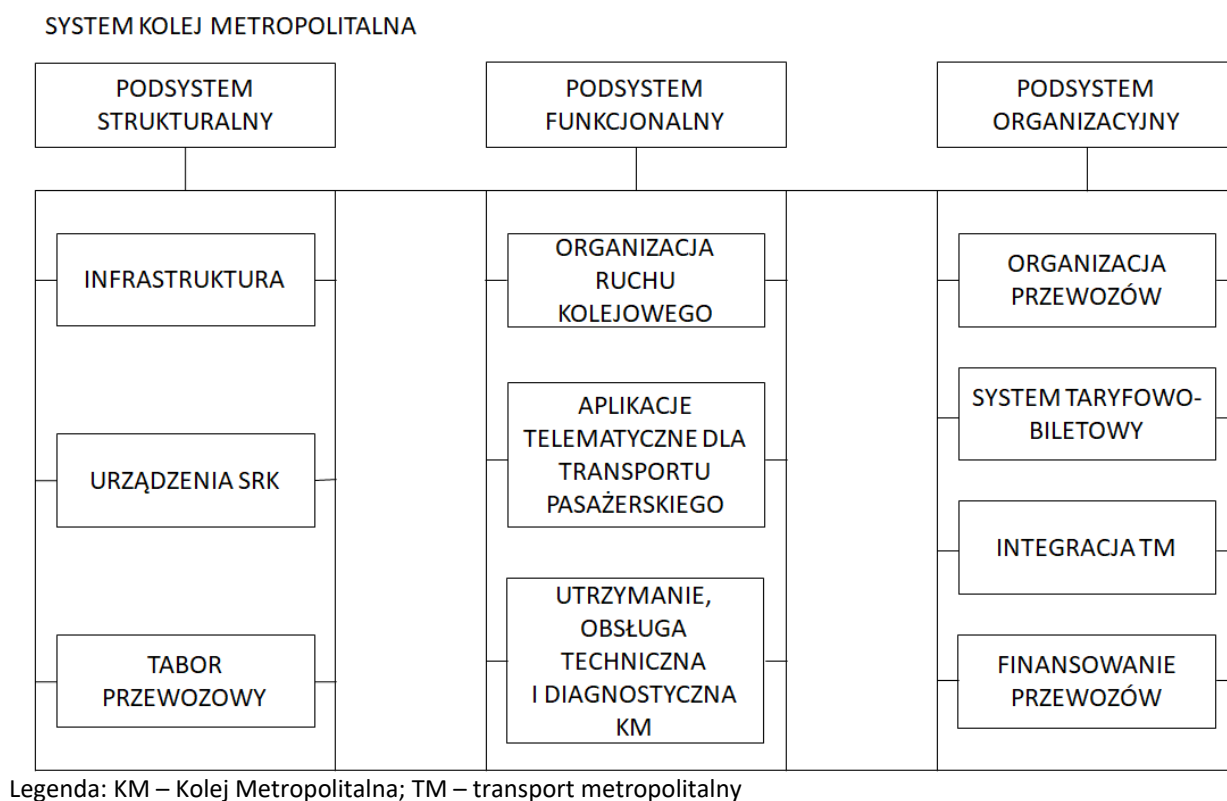 SYSTEM KOLEJ METROPOLITALNA
PODSYSTEM
STRUKTURALNY
PODSYSTEM
FUNKCJONALNY
PODSYSTEM
ORGANIZACYJNY
INFRASTRUKTURA
URZĄDZENIA SRK
TABOR
PRZEWOZOWY
ORGANIZACJA
RUCHU
KOLEJOWEGO
APLIKACJE
TELEMATYCZNE DLA
TRANSPORTU
PASAŻERSKIEGO
UTRZYMANIE,
OBSŁUGA
TECHNICZNA
I DIAGNOSTYCZNA
KM
ORGANIZACJA
PRZEWOZÓW
SYSTEM TARYFOWO-
BILETOWY
INTEGRACJA TM
FINANSOWANIE
PRZEWOZÓW
Legenda: KM – Kolej Metropolitalna; TM – transport metropolitalny